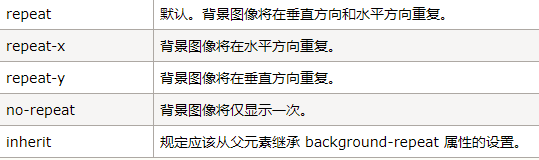 repeat 默认。背景图像将在垂直方向和水平方向重复。
repeat-x 背景图像将在水平方向重复。
repeat-y 背景图像将在垂直方向重复。
no-repeat 背景图像将仅显示一次。
inherit 规定应该从父元素继承 background-repeat 属性的设置。